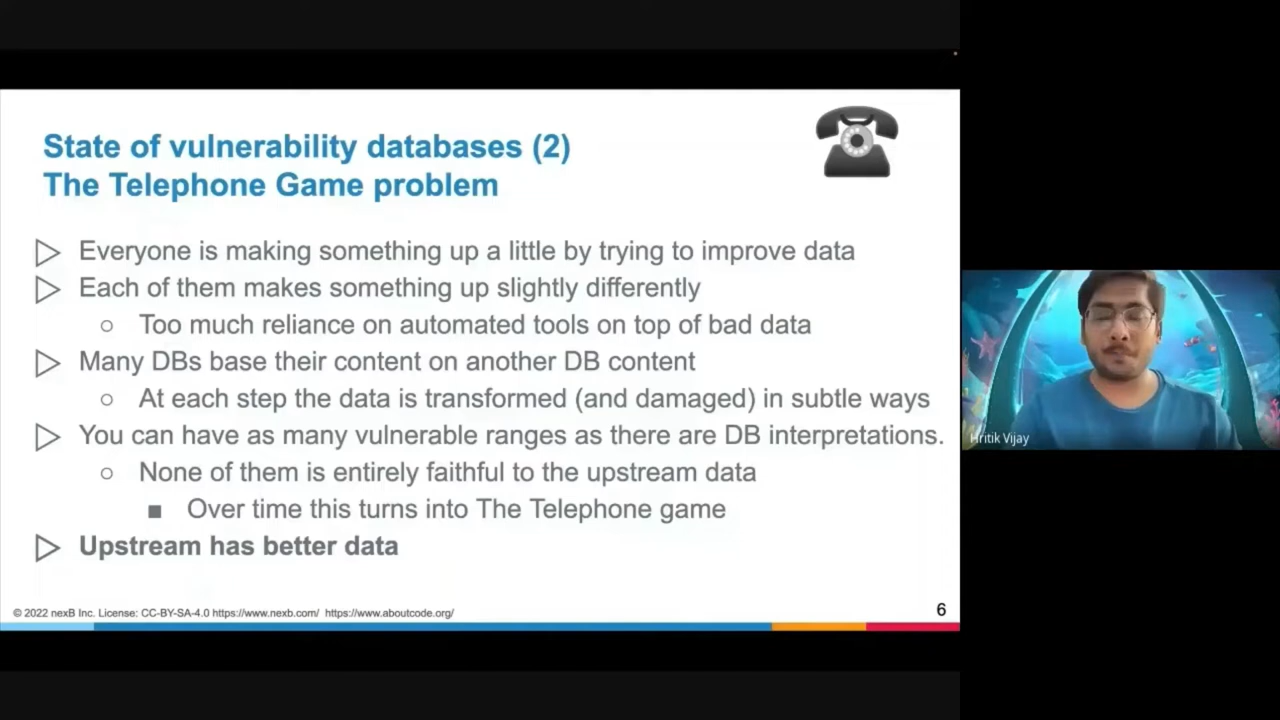 State of vulnerability databases (2)
The Telephone Game problem
Everyone is making something up a little by trying to improve data
Each of them makes something up slightly differently
Too much reliance on automated tools on top of bad data
Many DBs base their content on another DB content
At each step the data is transformed (and damaged) in subtle ways
You can have as many vulnerable ranges as there are DB interpretations.
None of them is entirely faithful to the upstream data
Over time this turns into The Telephone game
Upstream has better data
© 2022 nexB Inc. License: CC-BY-SA-4.0 https://www.nexb.com/ https://www.aboutcode.org/
6
Hritik Vijay